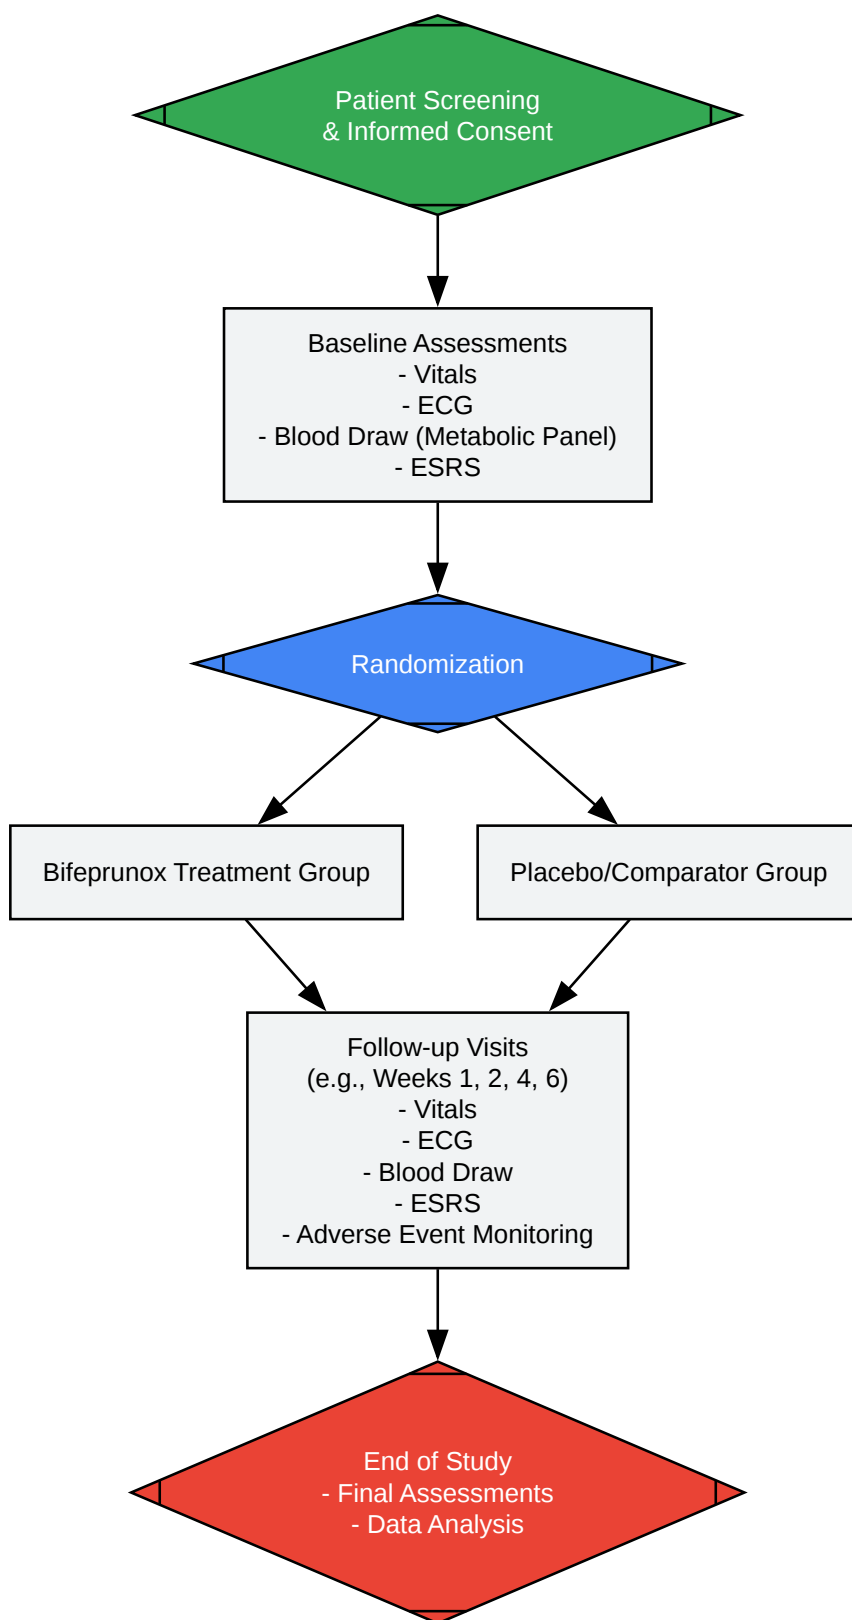 Patient Screening
& Informed Consent
Baseline Assessments
- Vitals
- ECG
- Blood Draw (Metabolic Panel)
- ESRS
Randomization
Bifeprunox Treatment Group
Placebo/Comparator Group
Follow-up Visits
(e.g., Weeks 1, 2, 4, 6)
- Vitals
- ECG
- Blood Draw
- ESRS
- Adverse Event Monitoring
End of Study
- Final Assessments
- Data Analysis